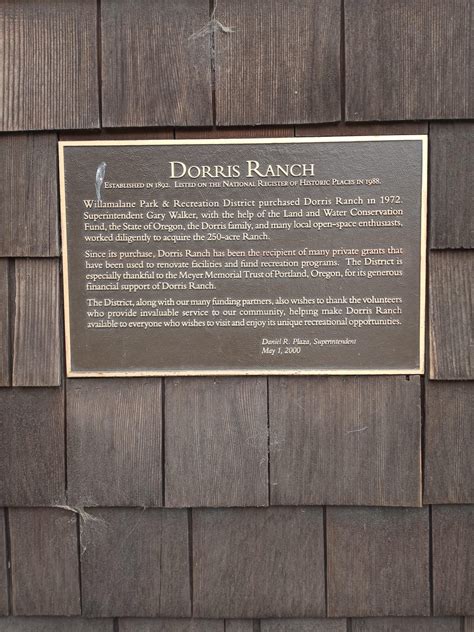 DORRIS RANCH
ESTABLISHED IN 1892. LISTED ON THE NATIONAL REGISTER OF HISTORIC PLACES IN 1988.
Willamalane Park & Recreation District purchased Dorris Ranch in 1972.
Superintendent Gary Walker, with the help of the Land and Water Conservation
Fund, the State of Oregon, the Dorris family, and many local open-space enthusiasts,
worked diligently to acquire the 250-acre Ranch.
Since its purchase, Dorris Ranch has been the recipient of many private grants that
have been used to renovate facilities and fund recreation programs. The District is
especially thankful to the Meyer Memorial Trust of Portland, Oregon, for its generous
financial support of Dorris Ranch.
The District, along with our many funding partners, also wishes to thank the volunteers
who provide invaluable service to our community, helping make Dorris Ranch
available to everyone who wishes to visit and enjoy its unique recreational opportunities.
Daniel R. Plaza, Superintendent
May 1, 2000